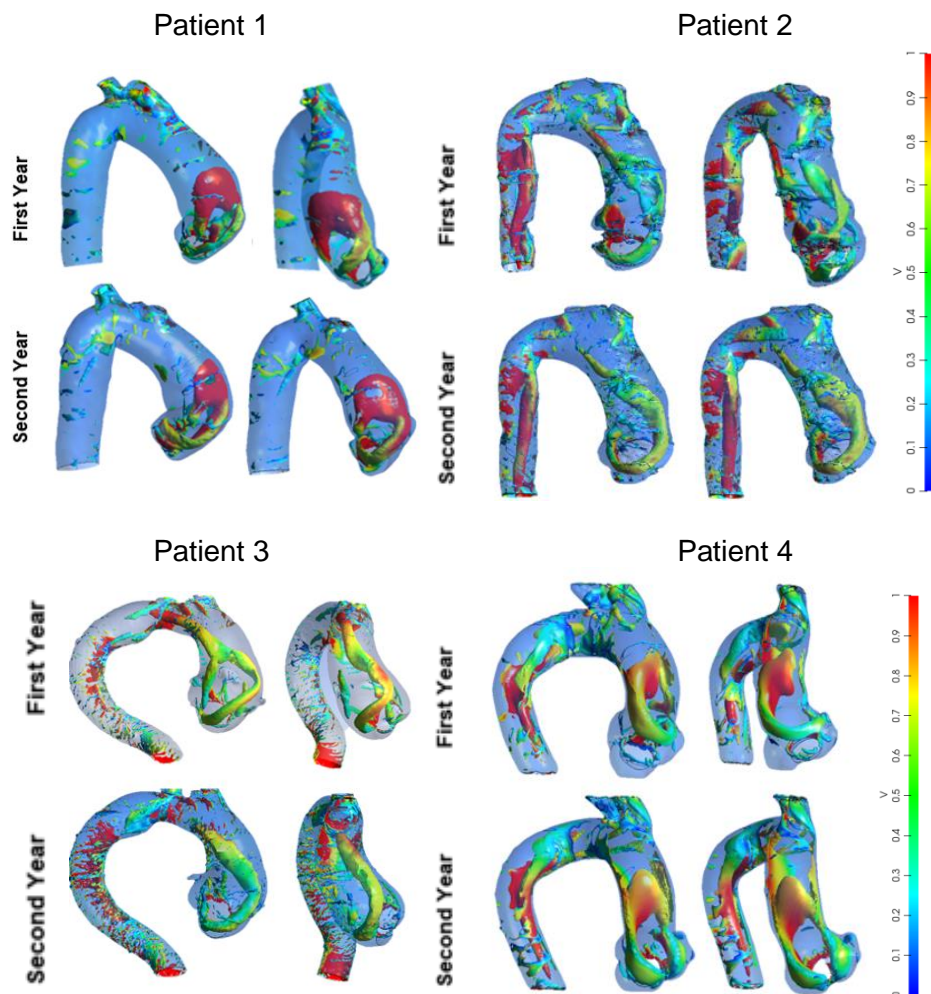 Patient 1
Patient 2
First Year
First Year
Second Year
Second Year
1
0.9
0.8
0.7
0.6
V
0.5
0.4
0.3
0.2
0.1
0
Patient 3
Patient 4
First Year
First Year
Second Year
Second Year
1
0.9
0.8
0.7
0.6
V
0.5
0.4
0.3
0.2
0.1
0